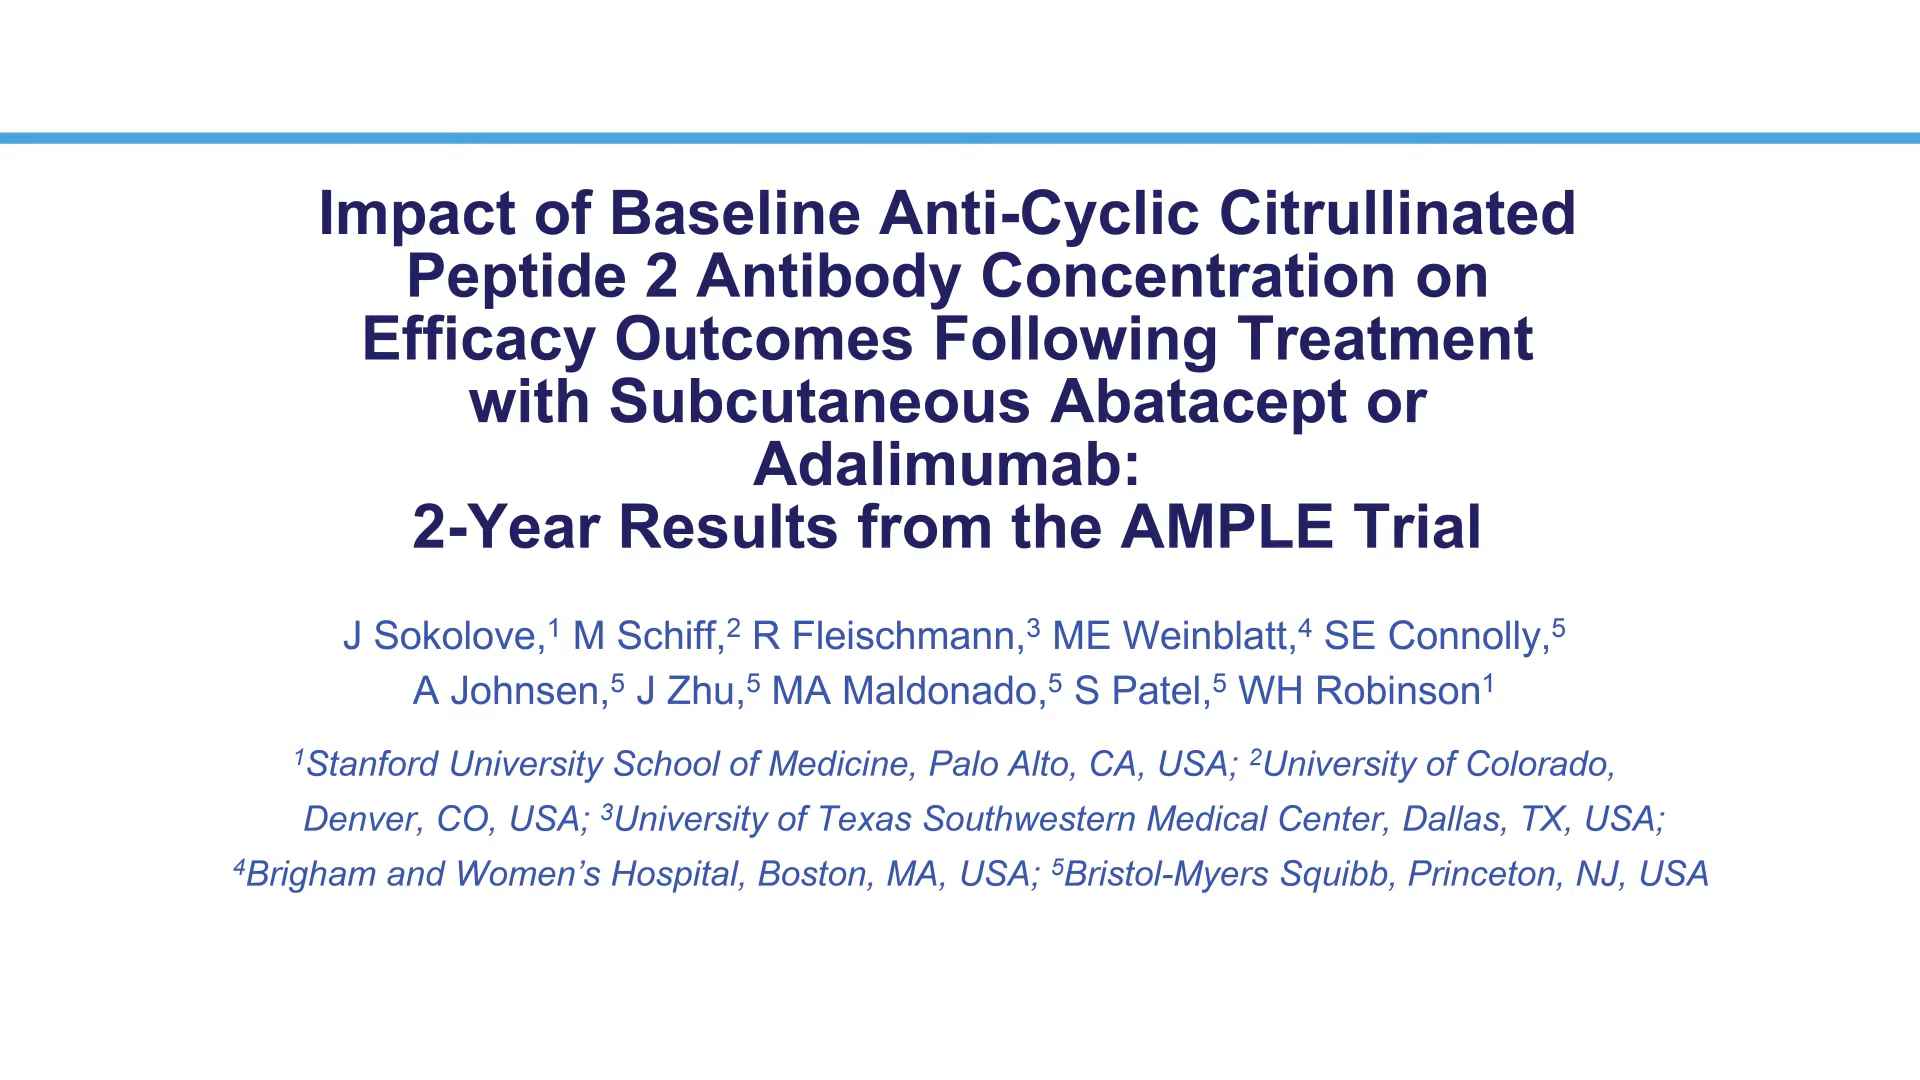 Impact of Baseline Anti-Cyclic Citrullinated
Peptide 2 Antibody Concentration on
Efficacy Outcomes Following Treatment
with Subcutaneous Abatacept or
Adalimumab:
2-Year Results from the AMPLE Trial
J Sokolove,¹ M Schiff,² R Fleischmann,³ ME Weinblatt,⁴ SE Connolly,⁵
A Johnsen,⁵ J Zhu,⁵ MA Maldonado,⁵ S Patel,⁵ WH Robinson¹
¹Stanford University School of Medicine, Palo Alto, CA, USA; ²University of Colorado,
Denver, CO, USA; ³University of Texas Southwestern Medical Center, Dallas, TX, USA;
⁴Brigham and Women’s Hospital, Boston, MA, USA; ⁵Bristol-Myers Squibb, Princeton, NJ, USA